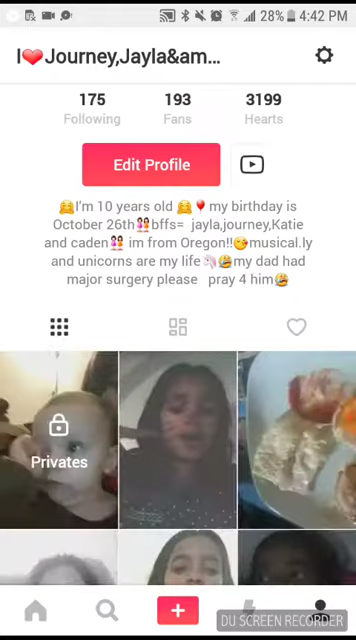 28% 4:42 PM
I❤Journey,Jayla&am...
175 193 3199
Following Fans Hearts
Edit Profile
🤗I'm 10 years old 🤗🎈my birthday is
October 26th👭bffs= jayla,journey,Katie
and caden👭 im from Oregon!!😘musical.ly
and unicorns are my life🦄🤣my dad had
major surgery please pray 4 him🤣
Privates
DU SCREEN RECORDER